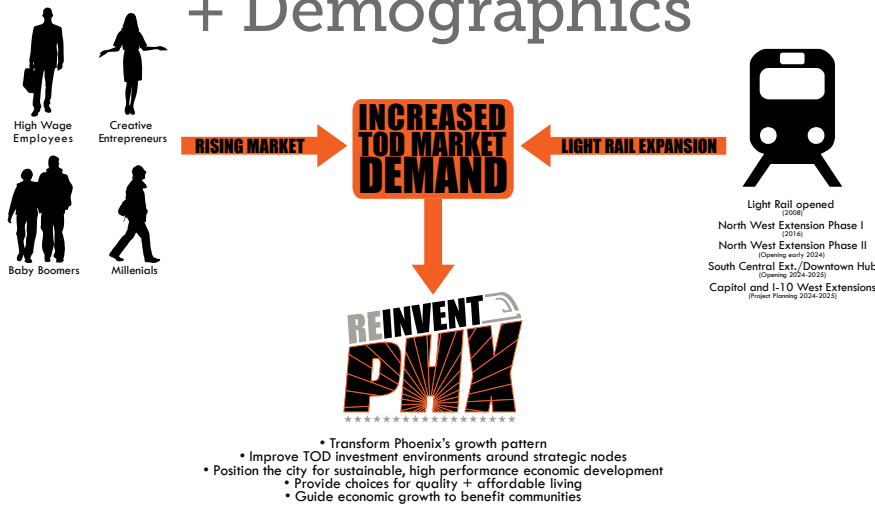 + Demographics
High Wage
Employees
Creative
Entrepreneurs
Baby Boomers
Millenials
RISING MARKET
INCREASED
TOD MARKET
DEMAND
LIGHT RAIL EXPANSION
Light Rail opened
(2008)
North West Extension Phase I
(2016)
North West Extension Phase II
(Opening early 2024)
South Central Ext./Downtown Hub
(Opening 2024-2025)
Capitol and I-10 West Extensions
(Project Planning 2024-2025)
REINVENT
PHX
• Transform Phoenix's growth pattern
• Improve TOD investment environments around strategic nodes
• Position the city for sustainable, high performance economic development
• Provide choices for quality + affordable living
• Guide economic growth to benefit communities